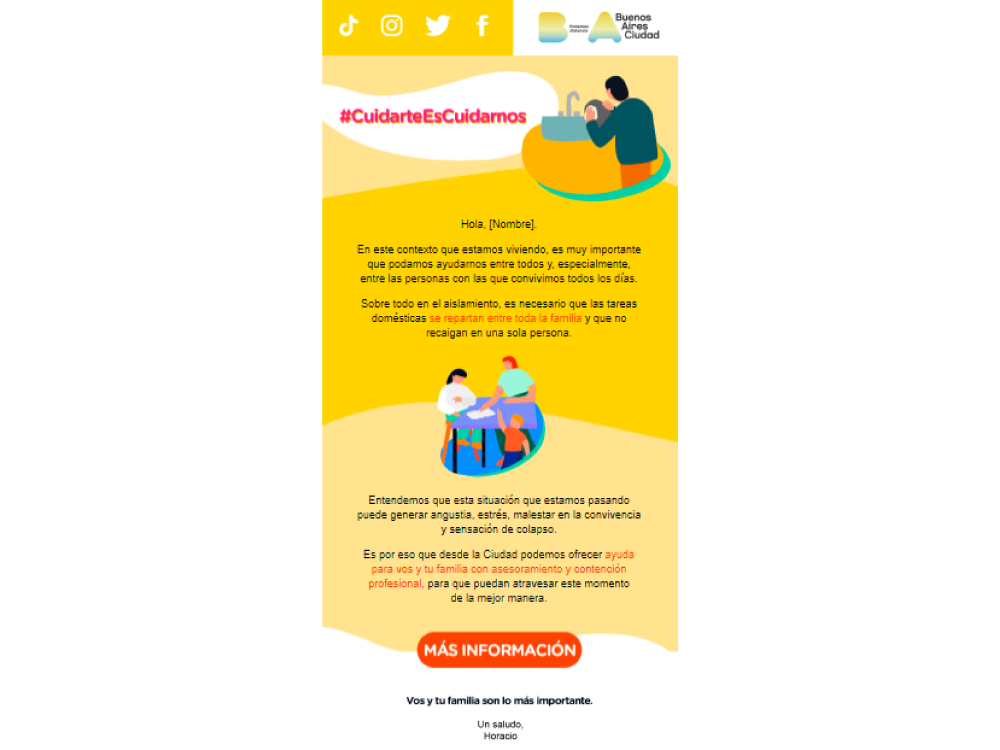 Fomentemos
distancia
Buenos
Aires
Ciudad
#CuidarteEsCuidarnos
Hola, [Nombre].
En este contexto que estamos viviendo, es muy importante
que podamos ayudarnos entre todos y, especialmente,
entre las personas con las que convivimos todos los días.
Sobre todo en el aislamiento, es necesario que las tareas
domésticas se repartan entre toda la familia y que no
recaigan en una sola persona.
Entendemos que esta situación que estamos pasando
puede generar angustia, estrés, malestar en la convivencia
y sensación de colapso.
Es por eso que desde la Ciudad podemos ofrecer ayuda
para vos y tu familia con asesoramiento y contención
profesional, para que puedan atravesar este momento
de la mejor manera.
MÁS INFORMACIÓN
Vos y tu familia son lo más importante.
Un saludo,
Horacio